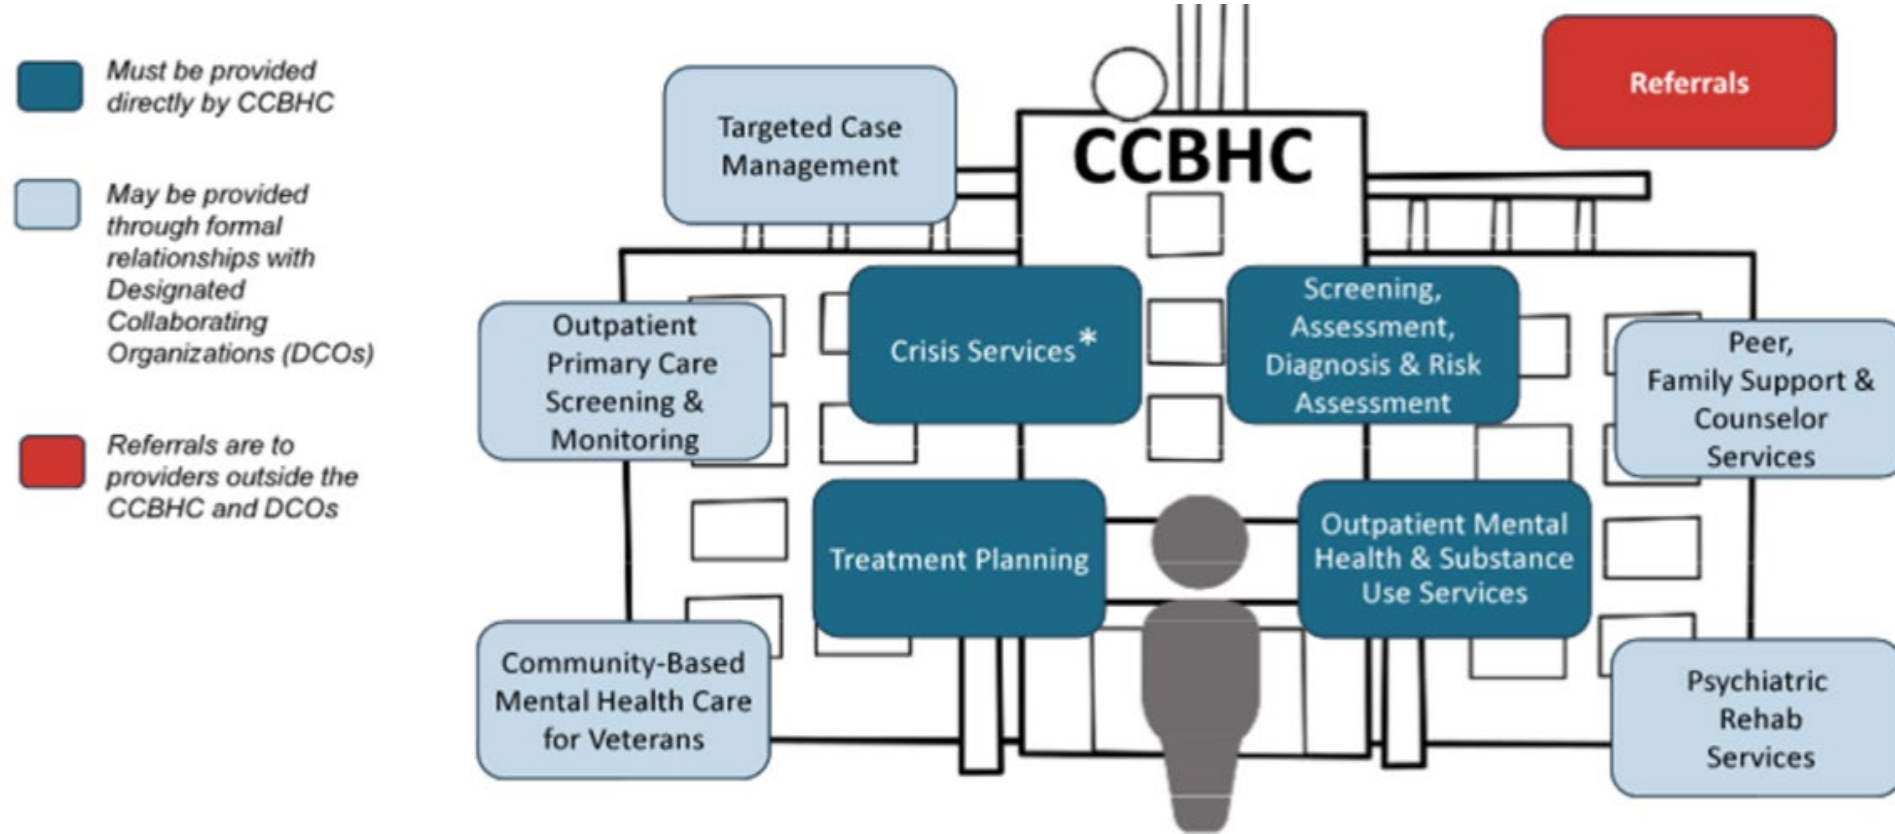 Must be provided
directly by CCBHC
May be provided
through formal
relationships with
Designated
Collaborating
Organizations (DCOs)
Referrals are to
providers outside the
CCBHC and DCOs
CCBHC
Referrals
Targeted Case
Management
Outpatient
Primary Care
Screening &
Monitoring
Crisis Services*
Screening,
Assessment,
Diagnosis & Risk
Assessment
Peer,
Family Support &
Counselor
Services
Treatment Planning
Outpatient Mental
Health & Substance
Use Services
Community-Based
Mental Health Care
for Veterans
Psychiatric
Rehab
Services